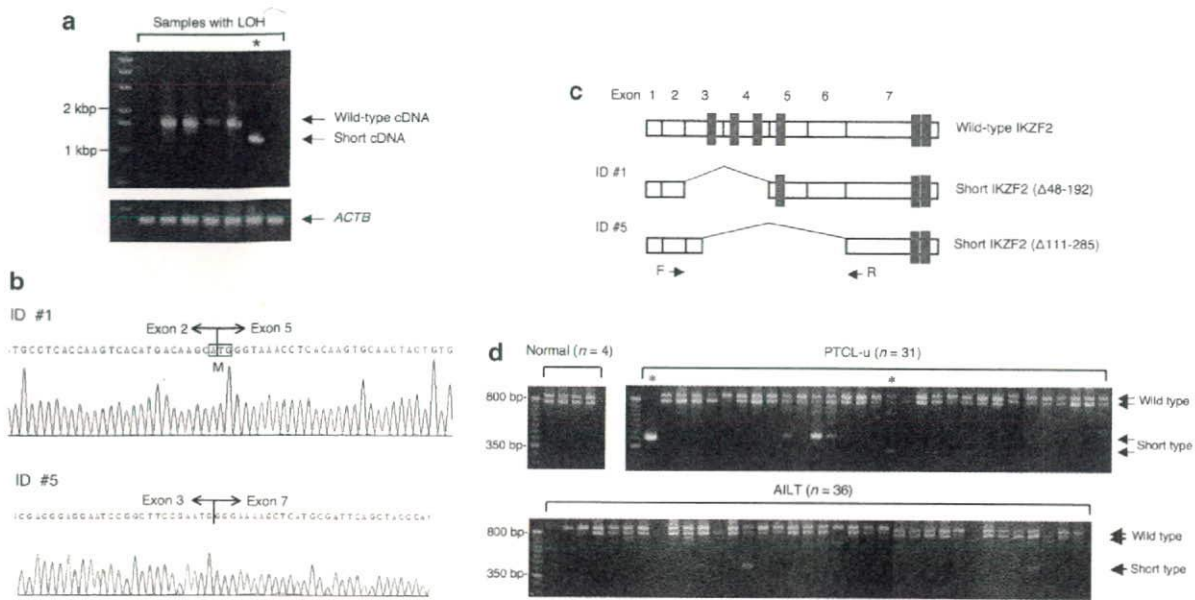 a
Samples with LOH
*
2 kbp
Wild-type cDNA
Short cDNA
1 kbp
ACTB
b
ID #1
Exon 2
Exon 5
M
ID #5
Exon 3
Exon 7
c
Exon 1 2 3 4 5 6 7
Wild-type IKZF2
ID #1
Short IKZF2 (Δ48-192)
ID #5
Short IKZF2 (Δ111-285)
F
R
d
Normal (n = 4)
PTCL-u (n = 31)
* *
800 bp-
Wild type
350 bp-
Short type
AILT (n = 36)
800 bp-
Wild type
350 bp-
Short type